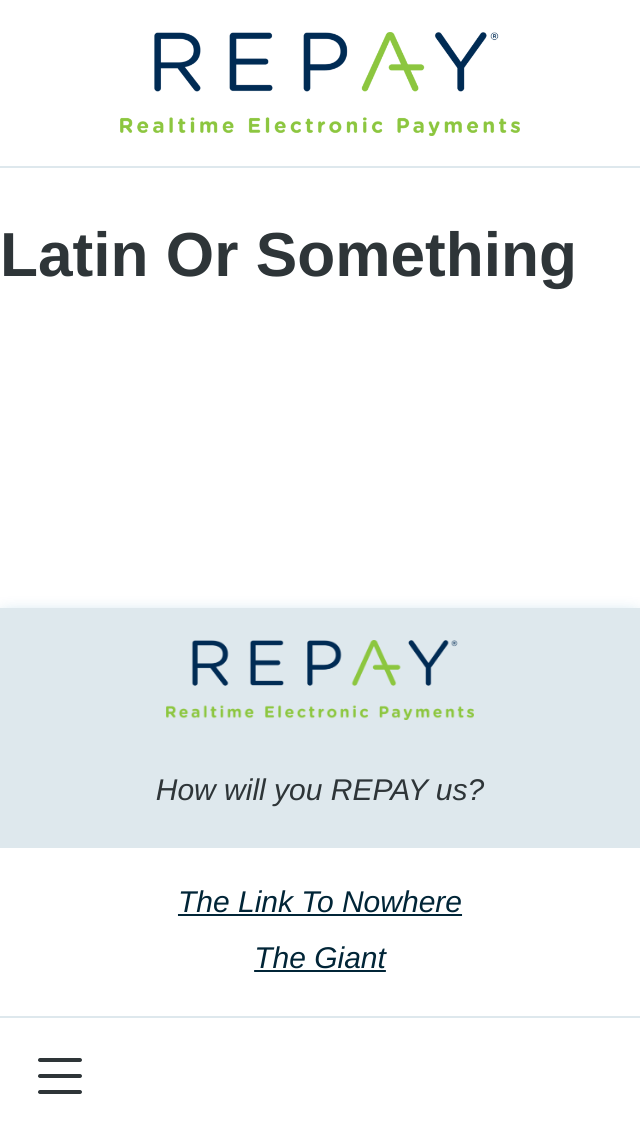 REPAY®
Realtime Electronic Payments
Latin Or Something
REPAY®
Realtime Electronic Payments
How will you REPAY us?
The Link To Nowhere
The Giant